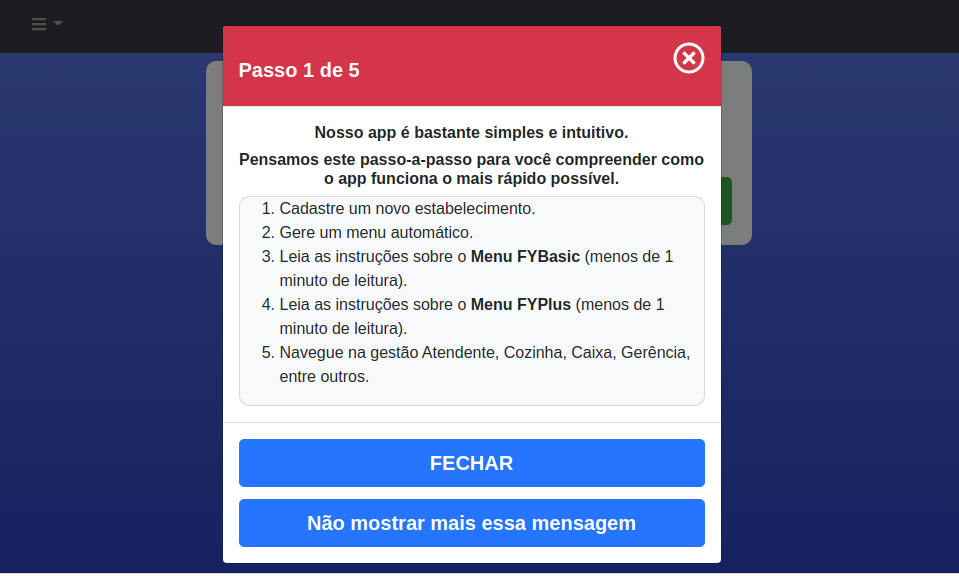 Passo 1 de 5
Nosso app é bastante simples e intuitivo.
Pensamos este passo-a-passo para você compreender como
o app funciona o mais rápido possível.
1. Cadastre um novo estabelecimento.
2. Gere um menu automático.
3. Leia as instruções sobre o Menu FYBasic (menos de 1
minuto de leitura).
4. Leia as instruções sobre o Menu FYPlus (menos de 1
minuto de leitura).
5. Navegue na gestão Atendente, Cozinha, Caixa, Gerência,
entre outros.
FECHAR
Não mostrar mais essa mensagem